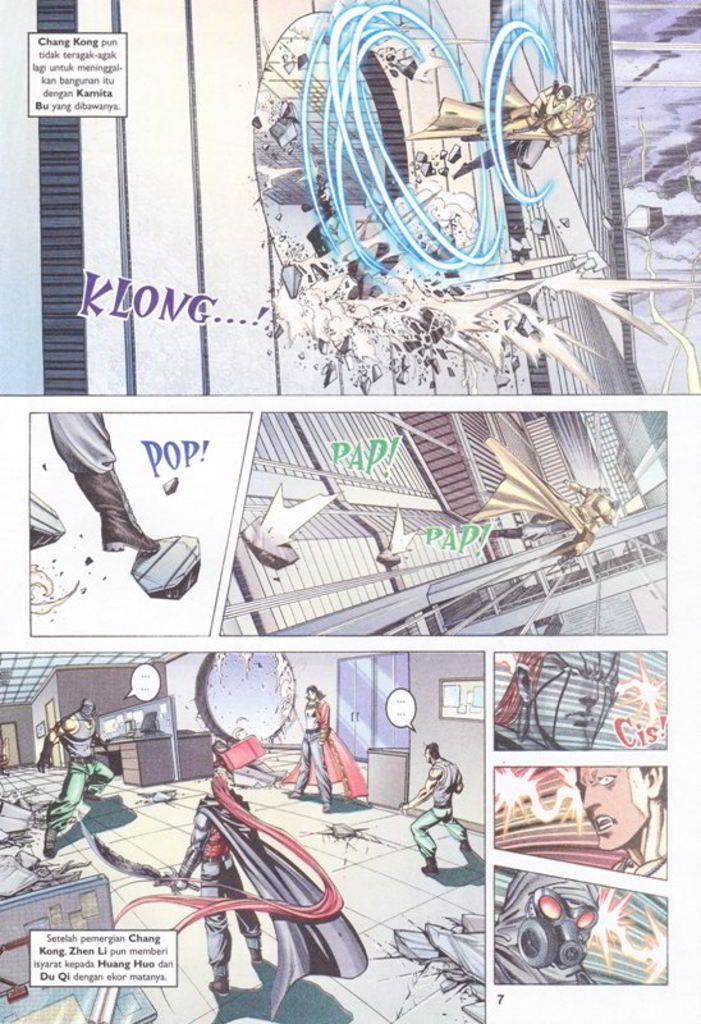 Chang Kong pun
tidak teragak-agak
lagi untuk meninggal-
kan bangunan itu
dengan Kamita
Bu yang dibawanya.
KLONG....!
POP!
PAP!
PAP!
...
...
...
...
Cis!
Setelah pemergian Chang
Kong, Zhen Li pun memberi
isyarat kepada Huang Huo dan
Du Qi dengan ekor matanya.
7